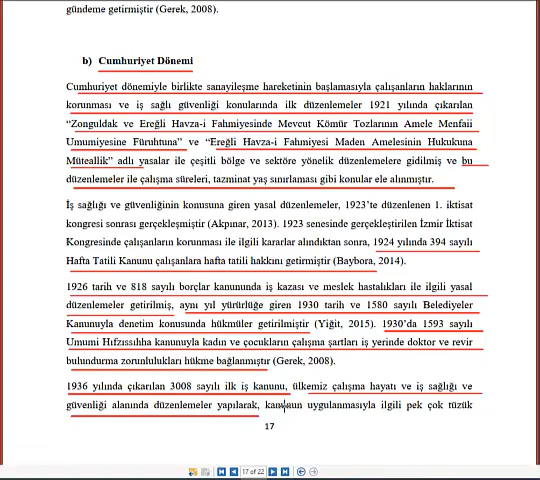 gündeme getirmiştir (Gerek, 2008).
b) Cumhuriyet Dönemi
Cumhuriyet dönemiyle birlikte sanayileşme hareketinin başlamasıyla çalışanların haklarının
korunması ve iş sağlı güvenliği konularında ilk düzenlemeler 1921 yılında çıkarılan
“Zonguldak ve Ereğli Havza-i Fahmiyesinde Mevcut Kömür Tozlarının Amele Menfaii
Umumiyesine Füruhtuna” ve “Ereğli Havza-i Fahmiyesi Maden Amelesinin Hukukuna
Müteallik” adlı yasalar ile çeşitli bölge ve sektöre yönelik düzenlemelere gidilmiş ve bu
düzenlemeler ile çalışma süreleri, tazminat yaş sınırlaması gibi konular ele alınmıştır.
İş sağlığı ve güvenliğinin konusuna giren yasal düzenlemeler, 1923’te düzenlenen 1. iktisat
kongresi sonrası gerçekleşmiştir (Akpınar, 2013). 1923 senesinde gerçekleştirilen İzmir İktisat
Kongresinde çalışanların korunması ile ilgili kararlar alındıktan sonra, 1924 yılında 394 sayılı
Hafta Tatili Kanunu çalışanlara hafta tatili hakkını getirmiştir (Baybora, 2014).
1926 tarih ve 818 sayılı borçlar kanununda iş kazası ve meslek hastalıkları ile ilgili yasal
düzenlemeler getirilmiş, aynı yıl yürürlüğe giren 1930 tarih ve 1580 sayılı Belediyeler
Kanunuyla denetim konusunda hükmüler getirilmiştir (Yiğit, 2015). 1930’da 1593 sayılı
Umumi Hıfzıssıhha kanunuyla kadın ve çocukların çalışma şartları iş yerinde doktor ve revir
bulundurma zorunlulukları hükme bağlanmıştır (Gerek, 2008).
1936 yılında çıkarılan 3008 sayılı ilk iş kanunu, ülkemiz çalışma hayatı ve iş sağlığı ve
güvenliği alanında düzenlemeler yapılarak, kanunun uygulanmasıyla ilgili pek çok tüzük
17
17 of 22